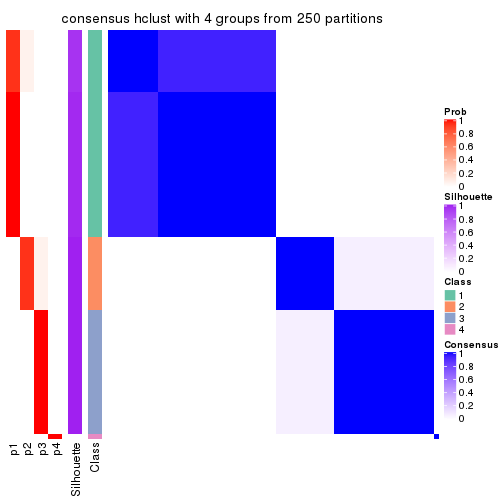 consensus hclust with 4 groups from 250 partitions
Prob
1
0.8
0.6
0.4
0.2
0
Silhouette
1
0.8
0.6
0.4
0.2
0
Class
1
2
3
4
Consensus
1
0.8
0.6
0.4
0.2
0
p1
p2
p3
p4
Silhouette
Class